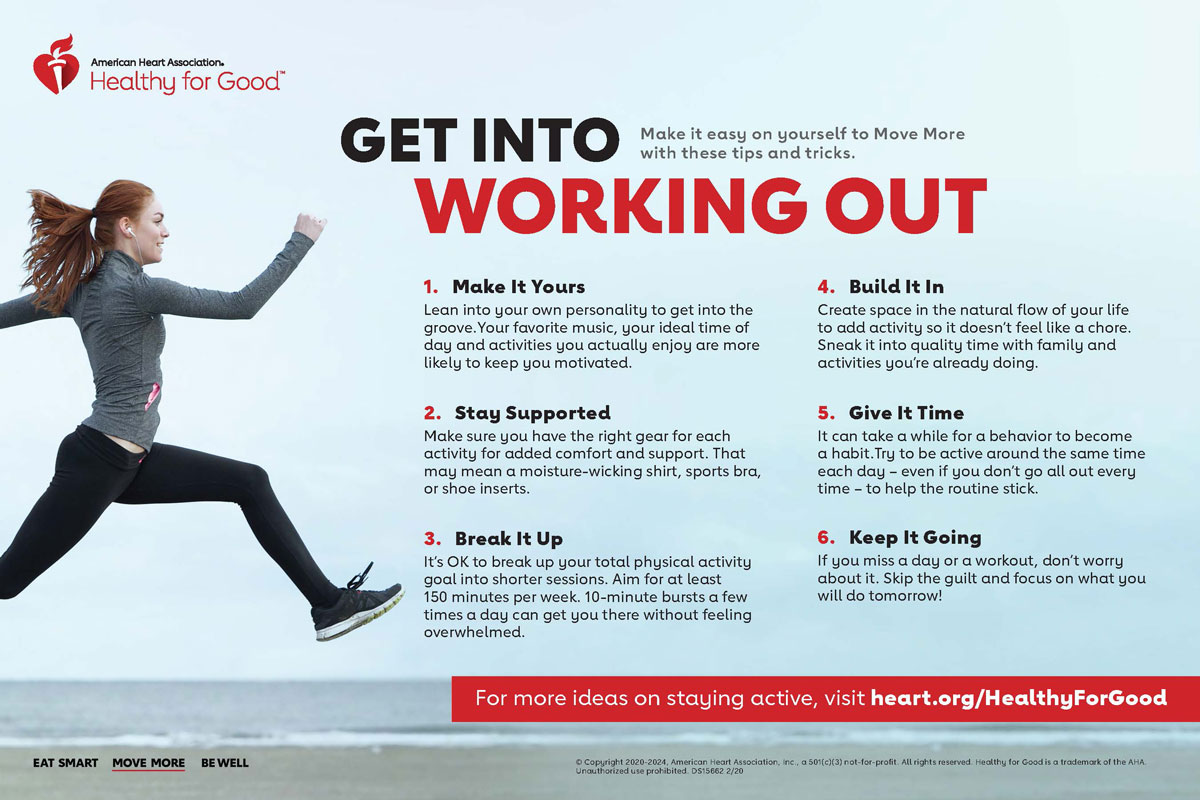 American Heart Association®
Healthy for Good™
GET INTO
Make it easy on yourself to Move More
with these tips and tricks.
WORKING OUT
1. Make It Yours
Lean into your own personality to get into the
groove.Your favorite music, your ideal time of
day and activities you actually enjoy are more
likely to keep you motivated.
2. Stay Supported
Make sure you have the right gear for each
activity for added comfort and support. That
may mean a moisture-wicking shirt, sports bra,
or shoe inserts.
3. Break It Up
It's OK to break up your total physical activity
goal into shorter sessions. Aim for at least
150 minutes per week. 10-minute bursts a few
times a day can get you there without feeling
overwhelmed.
4. Build It In
Create space in the natural flow of your life
to add activity so it doesn't feel like a chore.
Sneak it into quality time with family and
activities you're already doing.
5. Give It Time
It can take a while for a behavior to become
a habit.Try to be active around the same time
each day – even if you don't go all out every
time – to help the routine stick.
6. Keep It Going
If you miss a day or a workout, don't worry
about it. Skip the guilt and focus on what you
will do tomorrow!
For more ideas on staying active, visit heart.org/HealthyForGood
EAT SMART MOVE MORE BE WELL
© Copyright 2020-2024, American Heart Association, Inc., a 501(c)(3) not-for-profit. All rights reserved. Healthy for Good is a trademark of the AHA.
Unauthorized use prohibited. DS15662 2/20